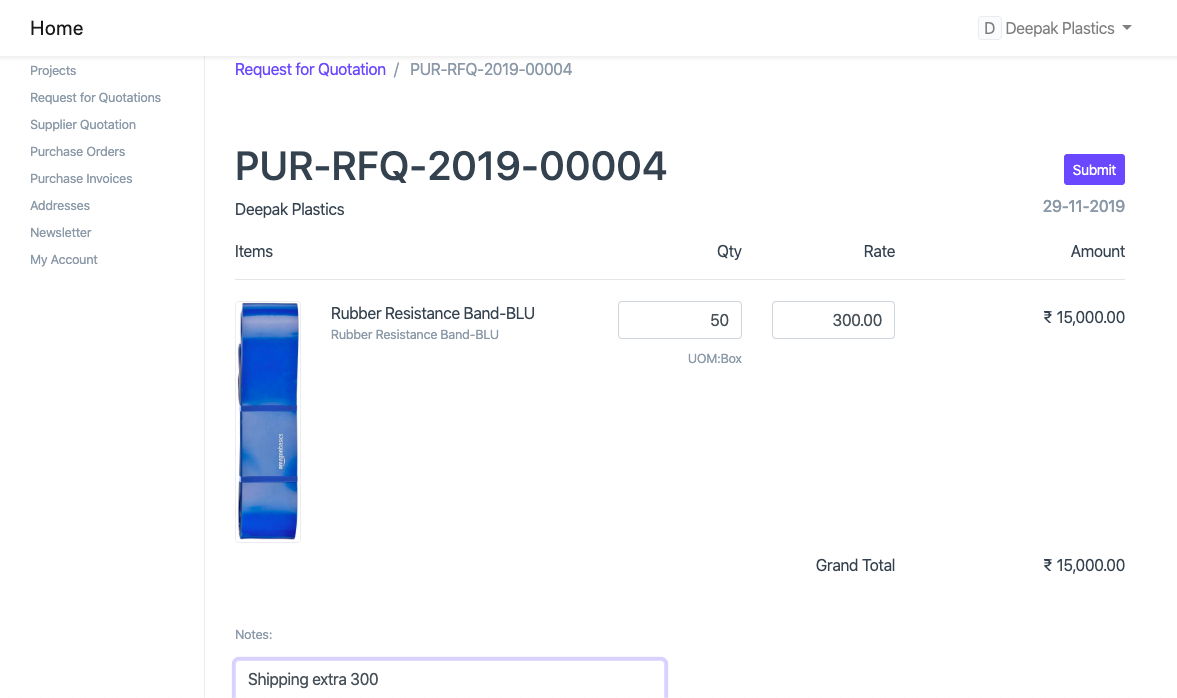 Home
D Deepak Plastics
Projects
Request for Quotations
Supplier Quotation
Purchase Orders
Purchase Invoices
Addresses
Newsletter
My Account
Request for Quotation / PUR-RFQ-2019-00004
PUR-RFQ-2019-00004
Submit
Deepak Plastics
29-11-2019
Items Qty Rate Amount
Rubber Resistance Band-BLU 50 300.00 ₹ 15,000.00
Rubber Resistance Band-BLU
UOM:Box
amazonbasics
Grand Total ₹ 15,000.00
Notes:
Shipping extra 300